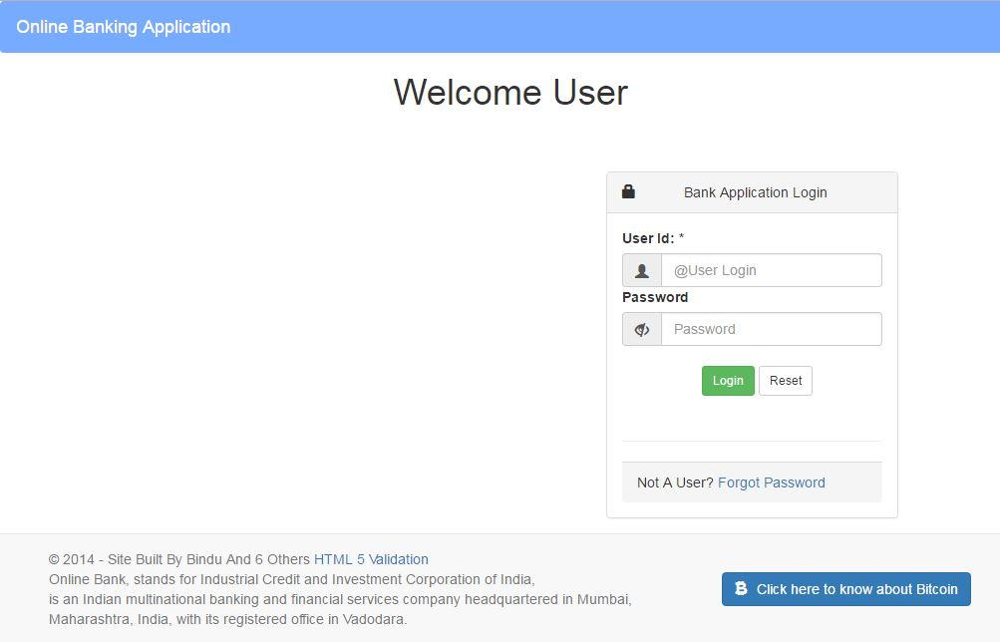 Online Banking Application
Welcome User
Bank Application Login
User Id: *
@User Login
Password
Password
Login Reset
Not A User? Forgot Password
© 2014 - Site Built By Bindu And 6 Others HTML 5 Validation
Online Bank, stands for Industrial Credit and Investment Corporation of India,
is an Indian multinational banking and financial services company headquartered in Mumbai,
Maharashtra, India, with its registered office in Vadodara.
Click here to know about Bitcoin